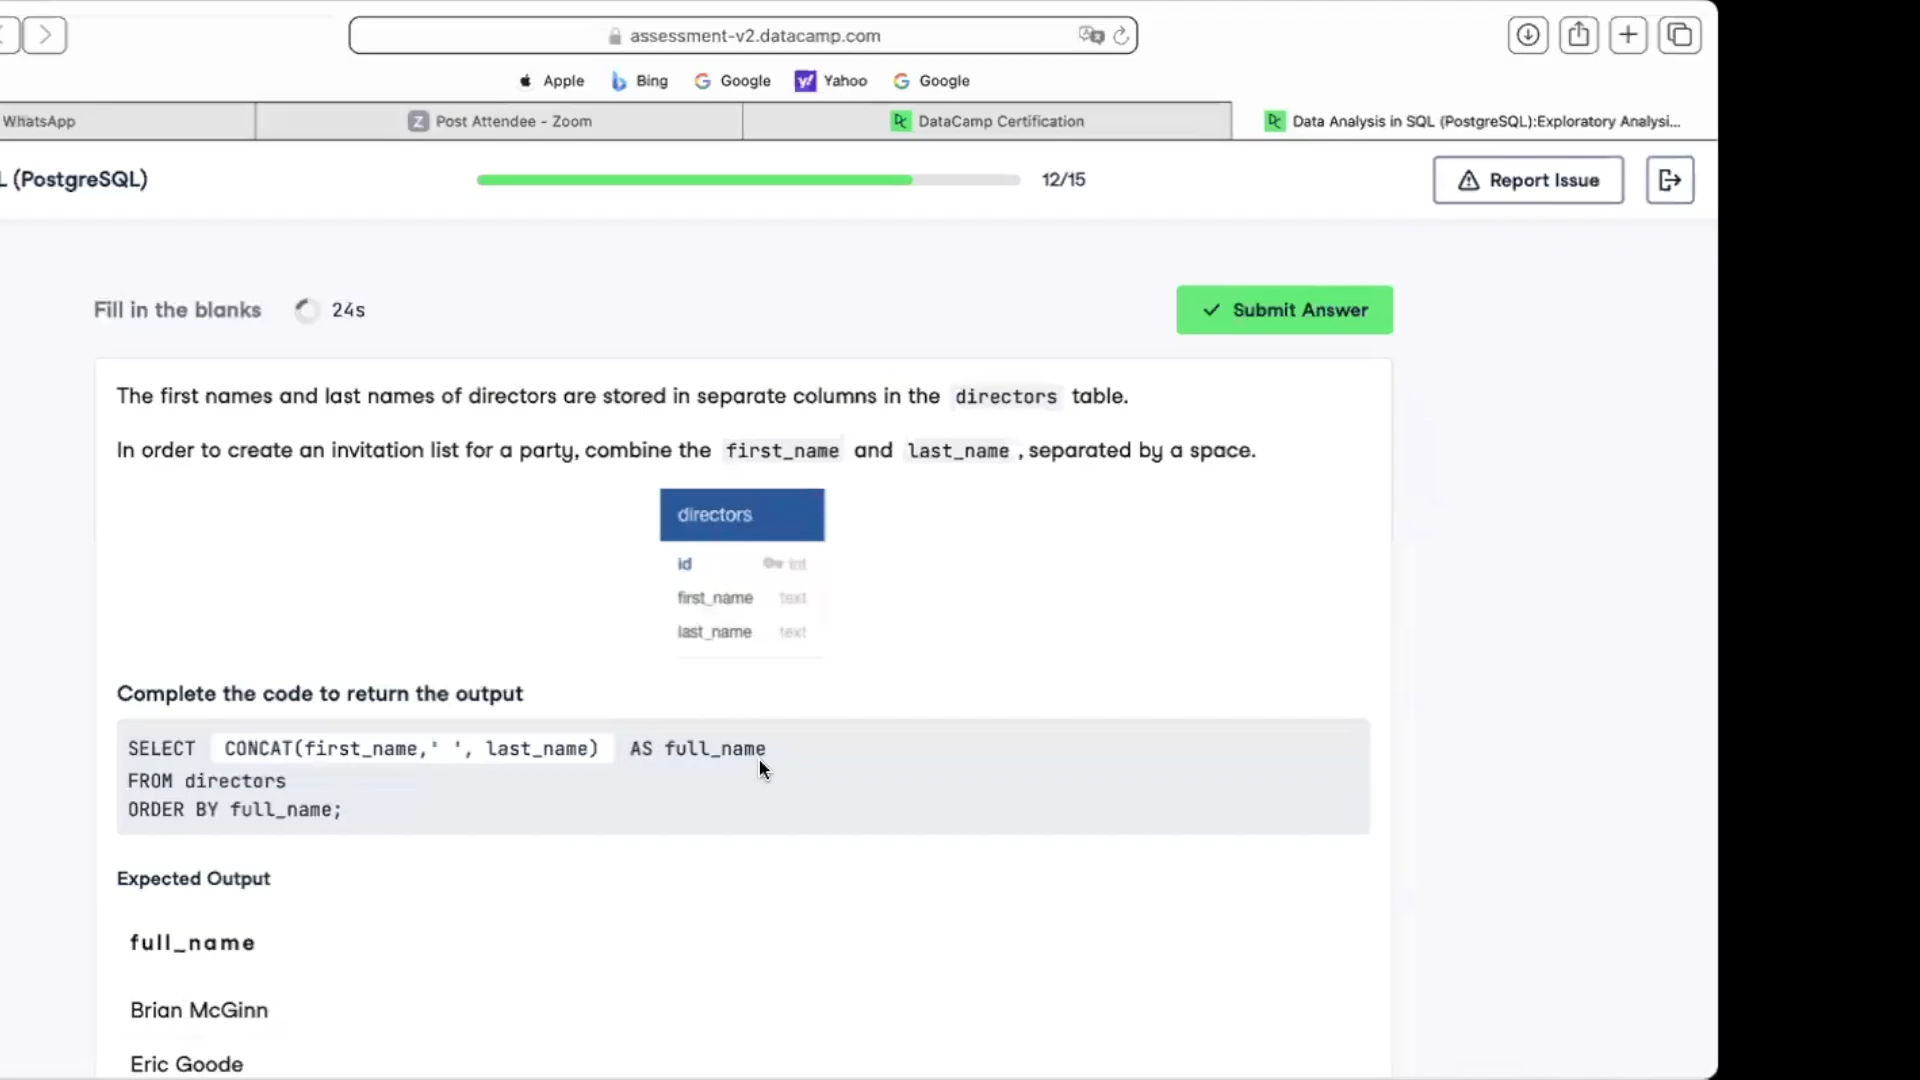 assessment-v2.datacamp.com
Apple Bing Google Yahoo Google
WhatsApp Post Attendee - Zoom DataCamp Certification Data Analysis in SQL (PostgreSQL):Exploratory Analysi...
L (PostgreSQL) 12/15 Report Issue
Fill in the blanks 24s Submit Answer
The first names and last names of directors are stored in separate columns in the directors table.
In order to create an invitation list for a party, combine the first_name and last_name , separated by a space.
directors
id int
first_name text
last_name text
Complete the code to return the output
SELECT CONCAT(first_name,' ', last_name) AS full_name
FROM directors
ORDER BY full_name;
Expected Output
full_name
Brian McGinn
Eric Goode